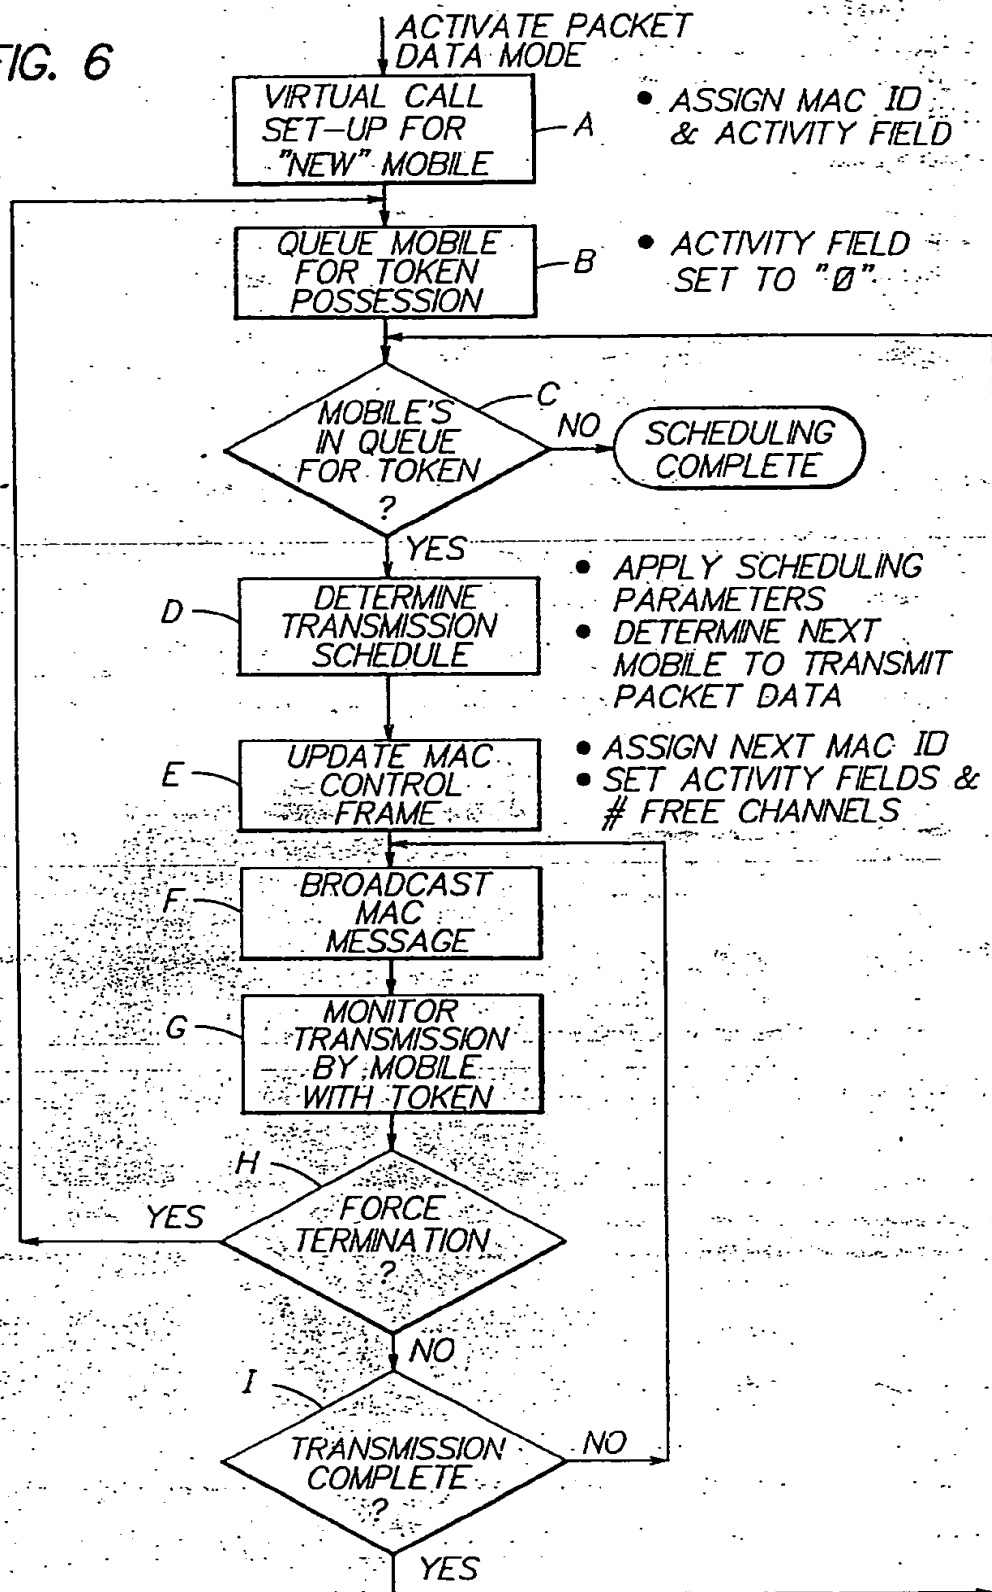 FIG. 6
ACTIVATE PACKET
DATA MODE
VIRTUAL CALL
SET-UP FOR
"NEW" MOBILE
A
• ASSIGN MAC ID
& ACTIVITY FIELD
QUEUE MOBILE
FOR TOKEN
POSSESSION
B
• ACTIVITY FIELD
SET TO "Ø"
MOBILE'S
IN QUEUE
FOR TOKEN
?
C
NO
SCHEDULING
COMPLETE
YES
D
DETERMINE
TRANSMISSION
SCHEDULE
• APPLY SCHEDULING
PARAMETERS
• DETERMINE NEXT
MOBILE TO TRANSMIT
PACKET DATA
E
UPDATE MAC
CONTROL
FRAME
• ASSIGN NEXT MAC ID
• SET ACTIVITY FIELDS &
# FREE CHANNELS
F
BROADCAST
MAC
MESSAGE
G
MONITOR
TRANSMISSION
BY MOBILE
WITH TOKEN
H
FORCE
TERMINATION
?
YES
NO
I
TRANSMISSION
COMPLETE
?
NO
YES